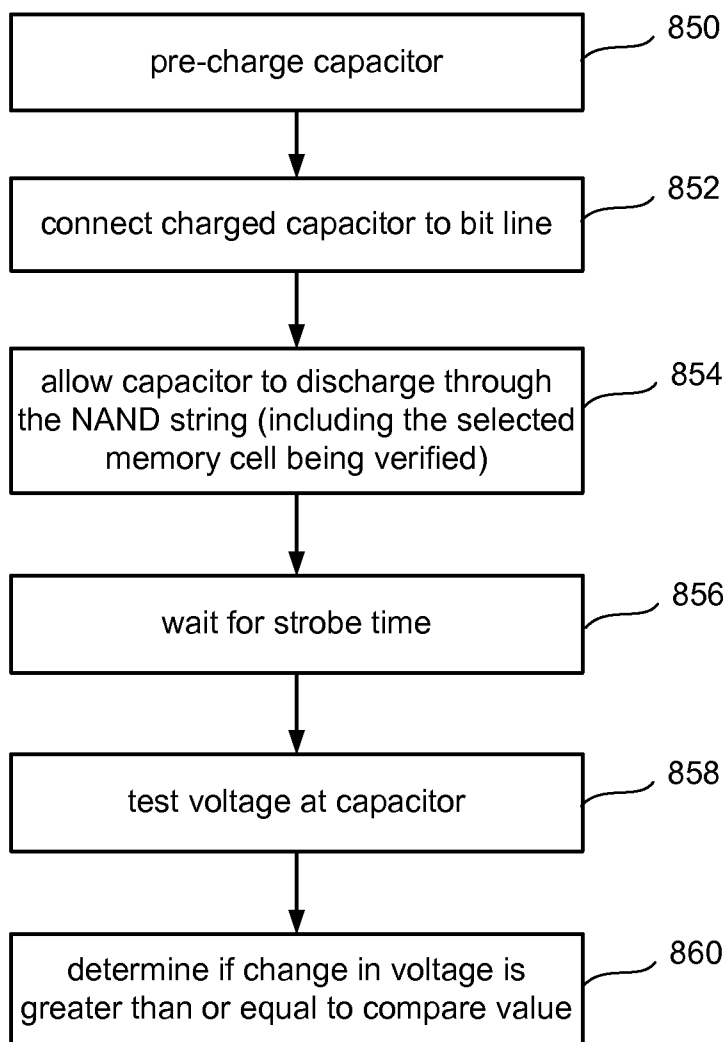 850
pre-charge capacitor
852
connect charged capacitor to bit line
854
allow capacitor to discharge through
the NAND string (including the selected
memory cell being verified)
856
wait for strobe time
858
test voltage at capacitor
860
determine if change in voltage is
greater than or equal to compare value